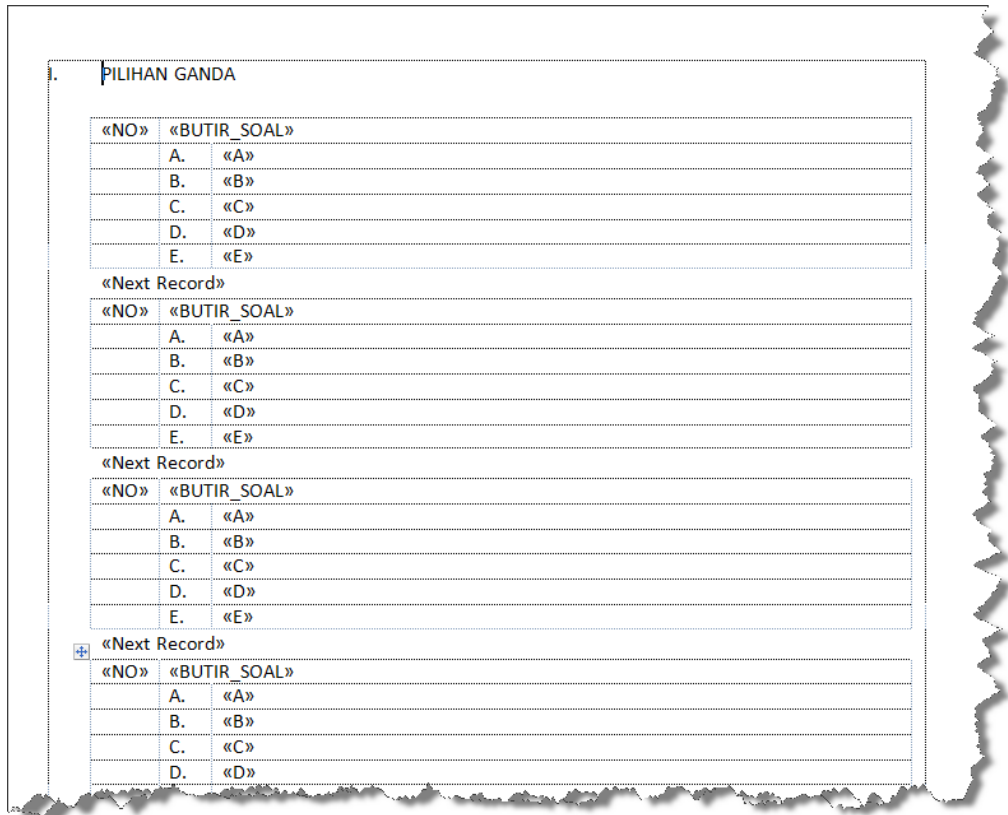 I. PILIHAN GANDA
«NO» «BUTIR_SOAL»
A. «A»
B. «B»
C. «C»
D. «D»
E. «E»
«Next Record»
«NO» «BUTIR_SOAL»
A. «A»
B. «B»
C. «C»
D. «D»
E. «E»
«Next Record»
«NO» «BUTIR_SOAL»
A. «A»
B. «B»
C. «C»
D. «D»
E. «E»
«Next Record»
«NO» «BUTIR_SOAL»
A. «A»
B. «B»
C. «C»
D. «D»